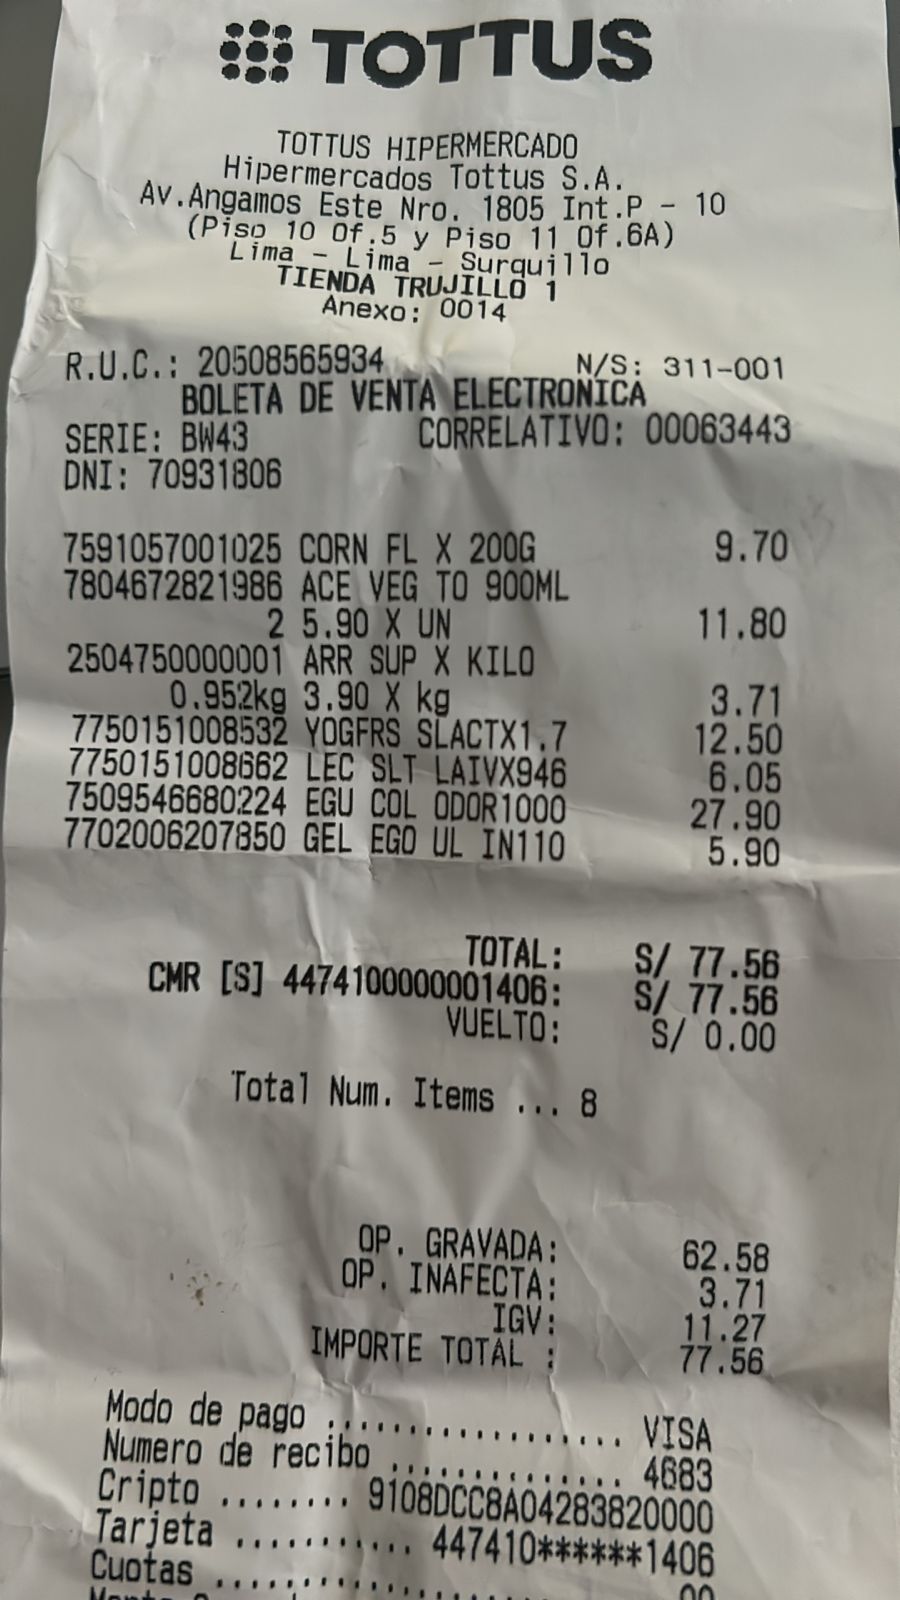 TOTTUS
TOTTUS HIPERMERCADO
Hipermercados Tottus S.A.
Av.Angamos Este Nro. 1805 Int.P - 10
(Piso 10 Of.5 y Piso 11 Of.6A)
Lima - Lima - Surquillo
TIENDA TRUJILLO 1
Anexo: 0014
R.U.C.: 20508565934 N/S: 311-001
BOLETA DE VENTA ELECTRONICA
SERIE: BW43 CORRELATIVO: 00063443
DNI: 70931806
7591057001025 CORN FL X 200G 9.70
7804672821986 ACE VEG TO 900ML
2 5.90 X UN 11.80
2504750000001 ARR SUP X KILO
0.952kg 3.90 X kg 3.71
7750151008532 YOGFRS SLACTX1.7 12.50
7750151008662 LEC SLT LAIVX946 6.05
7509546680224 EGU COL ODOR1000 27.90
7702006207850 GEL EGO UL IN110 5.90
TOTAL: S/ 77.56
CMR [S] 4474100000001406: S/ 77.56
VUELTO: S/ 0.00
Total Num. Items ... 8
OP. GRAVADA: 62.58
OP. INAFECTA: 3.71
IGV: 11.27
IMPORTE TOTAL : 77.56
Modo de pago .................. VISA
Numero de recibo .............. 4683
Cripto ........ 9108DCC8A04283820000
Tarjeta ........... 447410******1406
Cuotas .......................... 00